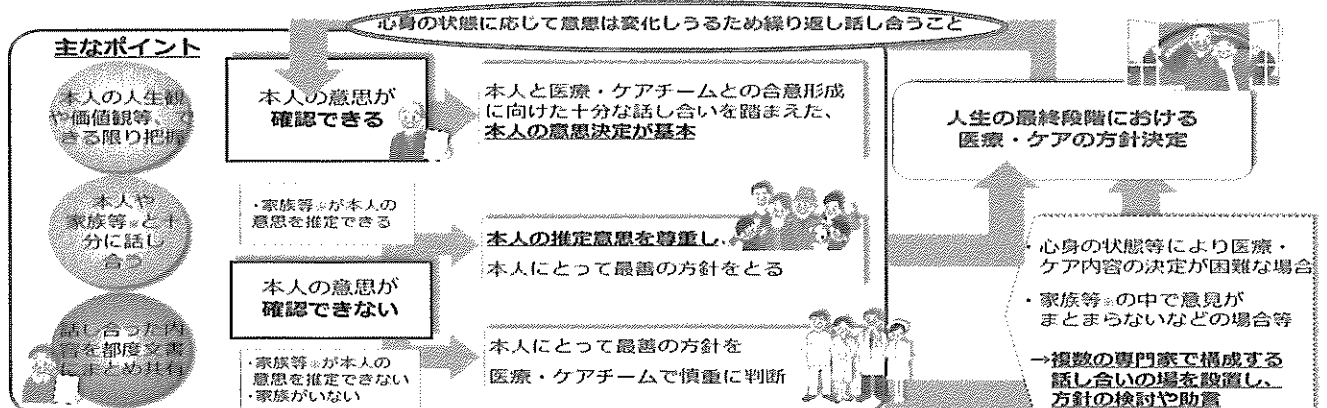 心身の状態に応じて意思は変化しうるため繰り返し話し合うこと
主なポイント
本人の人生観
や価値観等、で
きる限り把握
本人や
家族等※と十
分に話し
合う
話し合った内
容を都度文書
にまとめ共有
本人の意思が
確認できる
本人と医療・ケアチームとの合意形成
に向けた十分な話し合いを踏まえた、
本人の意思決定が基本
・家族等※が本人の
意思を推定できる
本人の推定意思を尊重し、
本人にとって最善の方針をとる
本人の意思が
確認できない
・家族等※が本人の
意思を推定できない
・家族がいない
本人にとって最善の方針を
医療・ケアチームで慎重に判断
人生の最終段階における
医療・ケアの方針決定
・心身の状態等により医療・
ケア内容の決定が困難な場合
・家族等※の中で意見が
まとまらないなどの場合等
→複数の専門家で構成する
話し合いの場を設置し、
方針の検討や助言